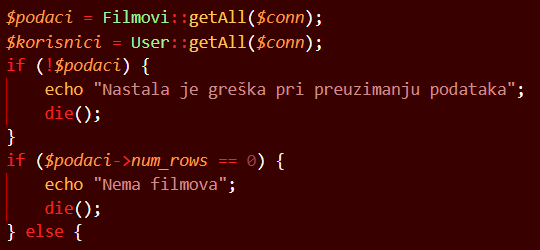 $podaci = Filmovi::getAll($conn);
$korisnici = User::getAll($conn);
if (!$podaci) {
    echo "Nastala je greška pri preuzimanju podataka";
    die();
}
if ($podaci->num_rows == 0) {
    echo "Nema filmova";
    die();
} else {